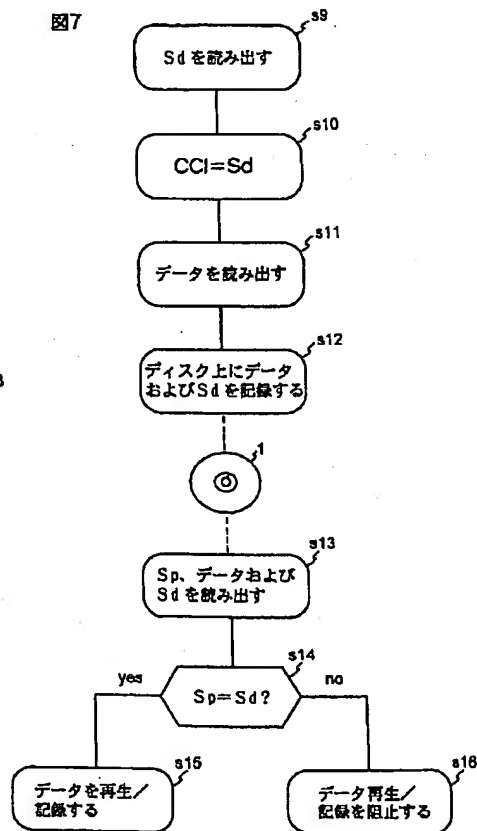 図7
s9
Sdを読み出す
s10
CCI=Sd
s11
データを読み出す
s12
ディスク上にデータ
およびSdを記録する
1
s13
Sp、データおよび
Sdを読み出す
s14
yes
Sp=Sd?
no
s15
データを再生/
記録する
s16
データ再生/
記録を阻止する